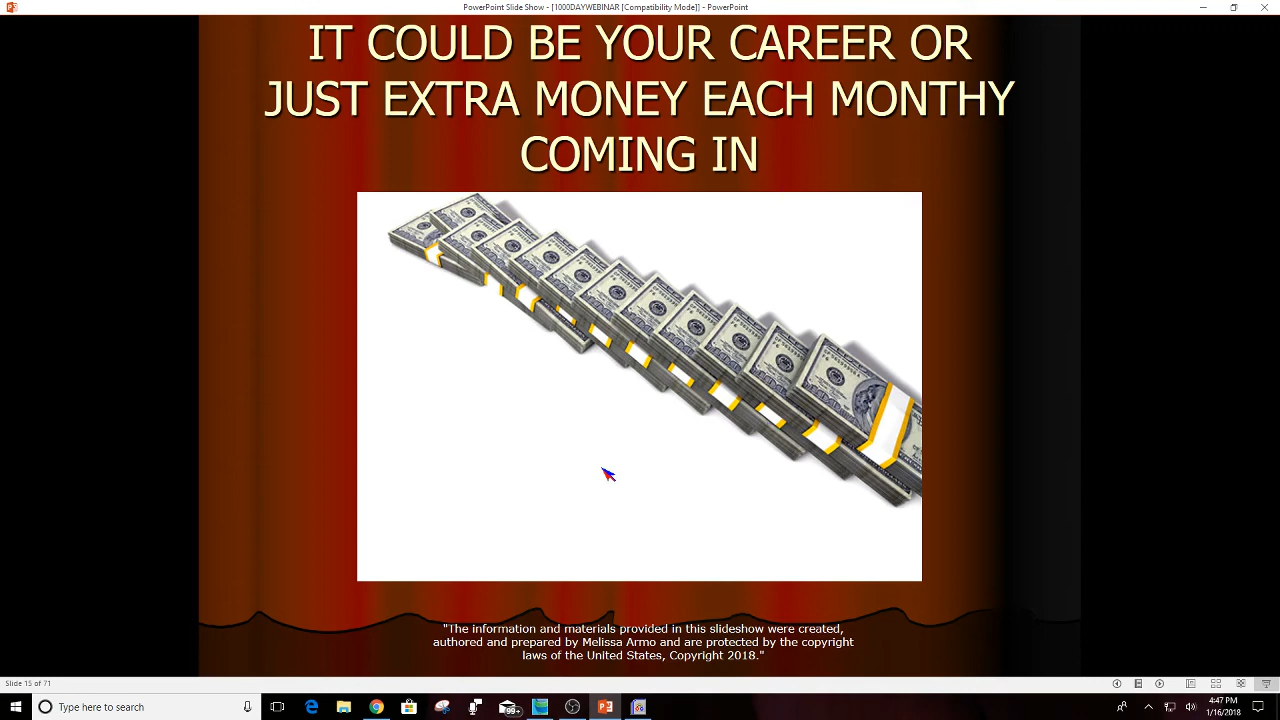 PowerPoint Slide Show - [1000DAYWEBINAR [Compatibility Mode]] - PowerPoint
IT COULD BE YOUR CAREER OR
JUST EXTRA MONEY EACH MONTHY
COMING IN
"The information and materials provided in this slideshow were created,
authored and prepared by Melissa Armo and are protected by the copyright
laws of the United States, Copyright 2018."
Slide 15 of 71
Type here to search
99+
4:47 PM
1/16/2018